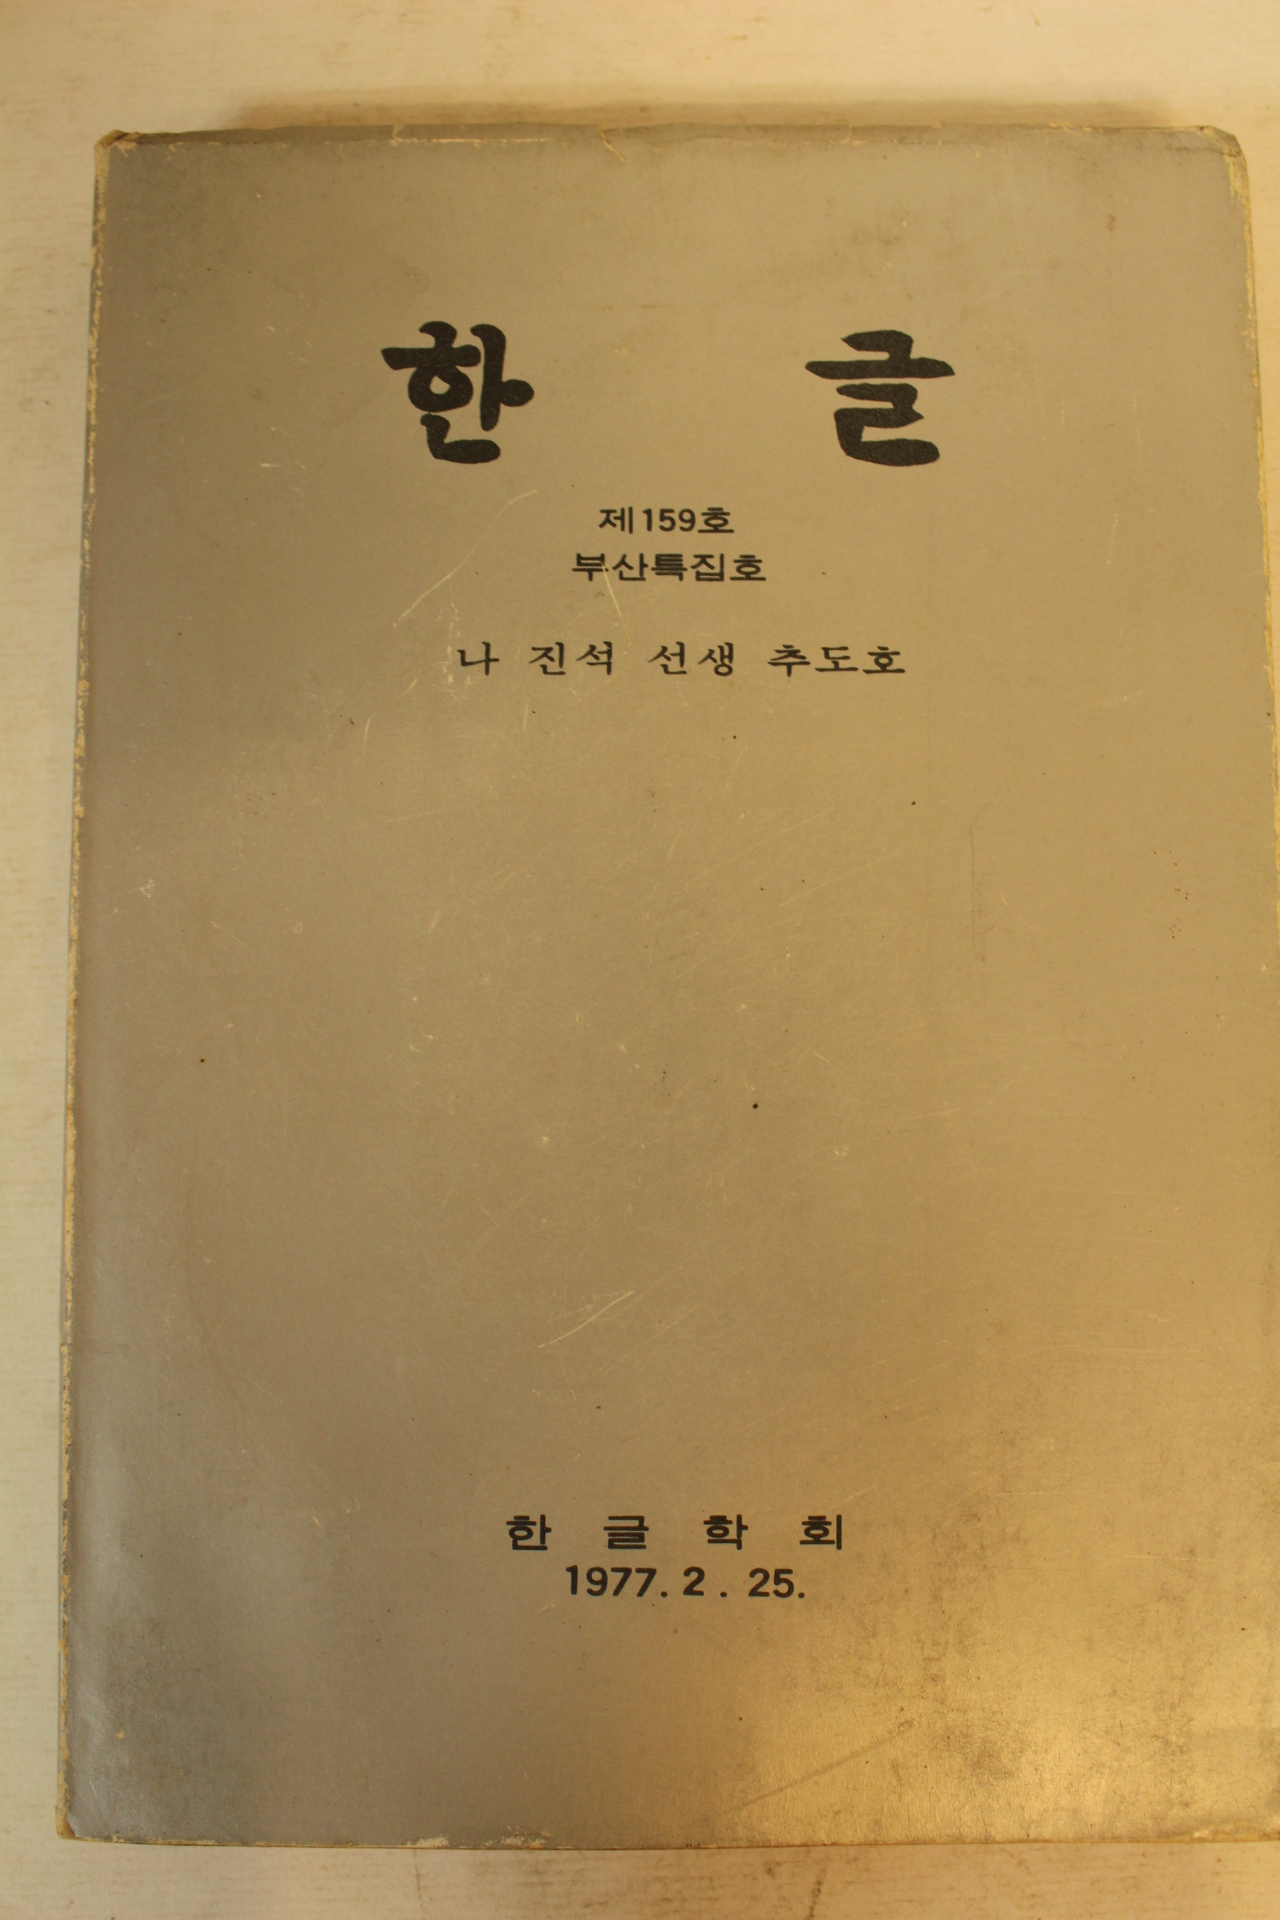 한 글
제159호
부산특집호
나 진석 선생 추도호
한 글 학 회
1977. 2. 25.